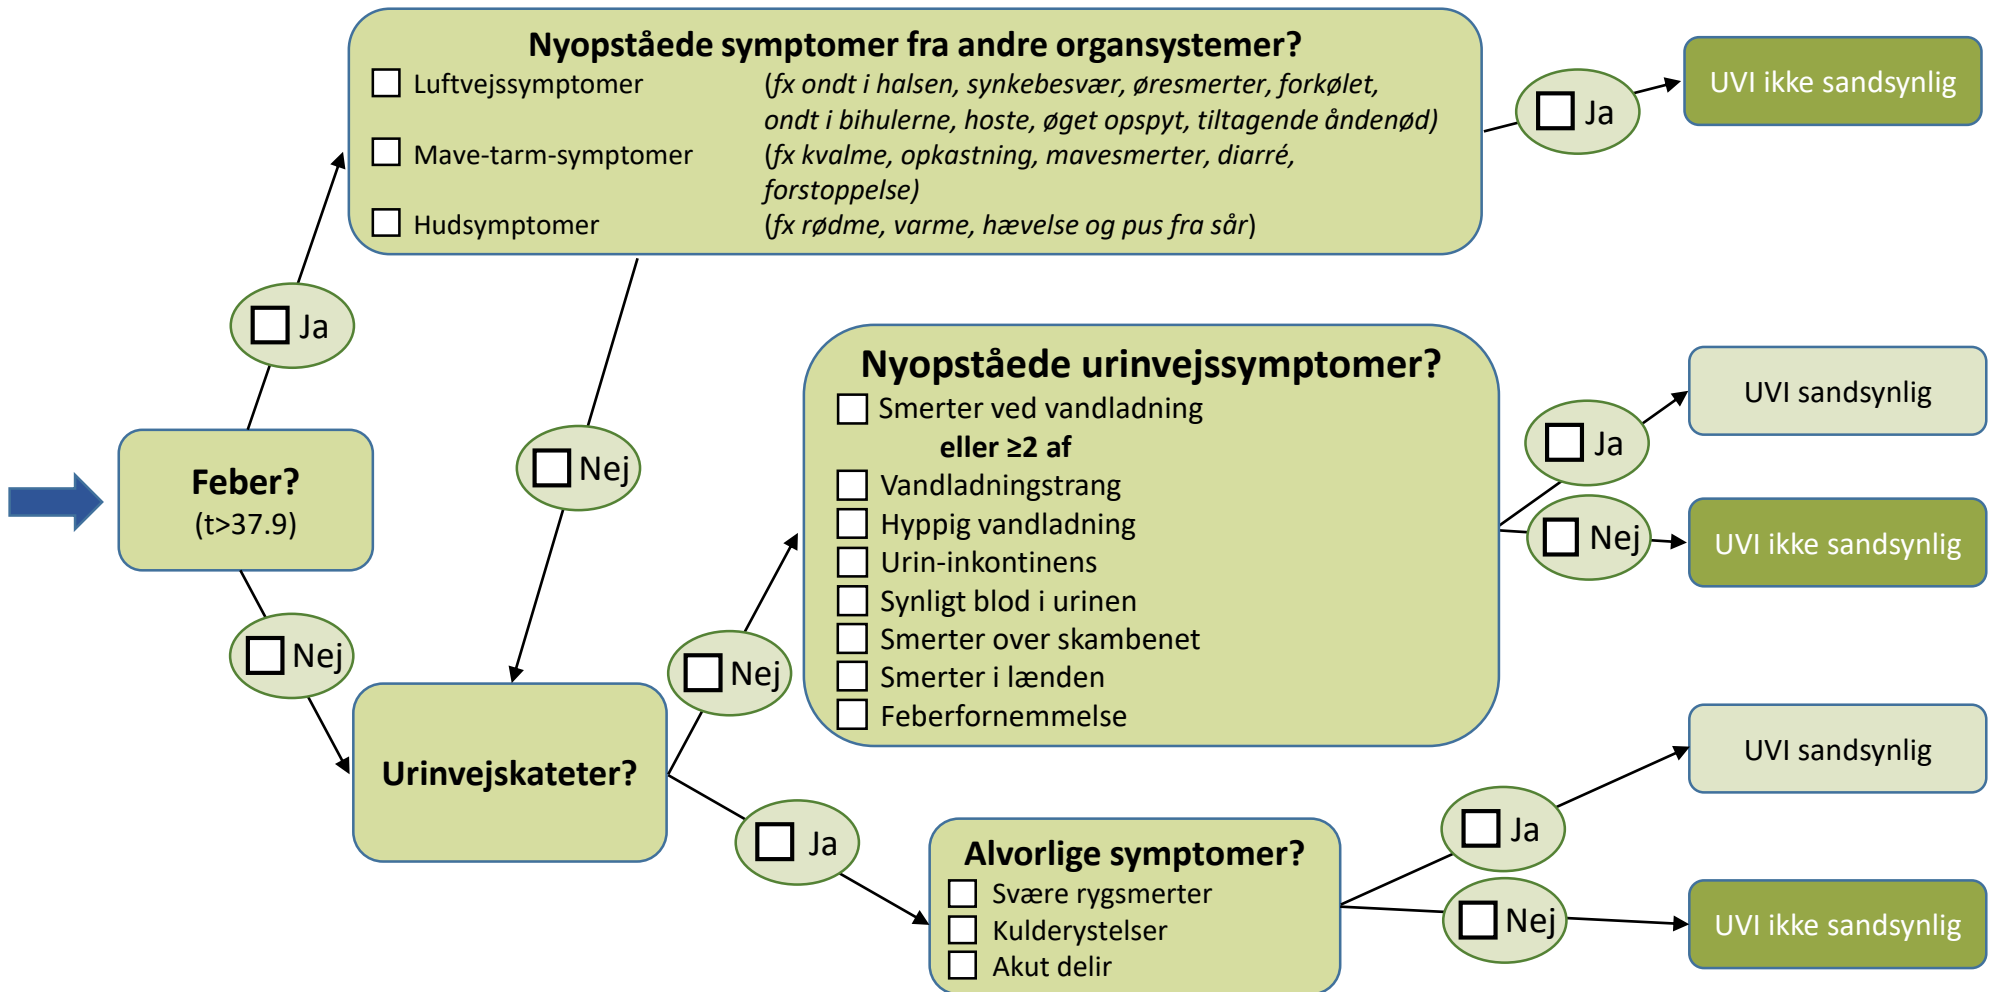 Nyopståede symptomer fra andre organsystemer?
Luftvejssymptomer (fx ondt i halsen, synkebesvær, øresmerter, forkølet,
ondt i bihulerne, hoste, øget opspyt, tiltagende åndenød)
Mave-tarm-symptomer (fx kvalme, opkastning, mavesmerter, diarré,
forstoppelse)
Hudsymptomer (fx rødme, varme, hævelse og pus fra sår)
Ja
UVI ikke sandsynlig
Ja
Nej
Feber?
(t>37.9)
Nej
Urinvejskateter?
Nej
Ja
Nyopståede urinvejssymptomer?
Smerter ved vandladning
eller ≥2 af
Vandladningstrang
Hyppig vandladning
Urin-inkontinens
Synligt blod i urinen
Smerter over skambenet
Smerter i lænden
Feberfornemmelse
Ja
UVI sandsynlig
Nej
UVI ikke sandsynlig
Alvorlige symptomer?
Svære rygsmerter
Kulderystelser
Akut delir
Ja
UVI sandsynlig
Nej
UVI ikke sandsynlig